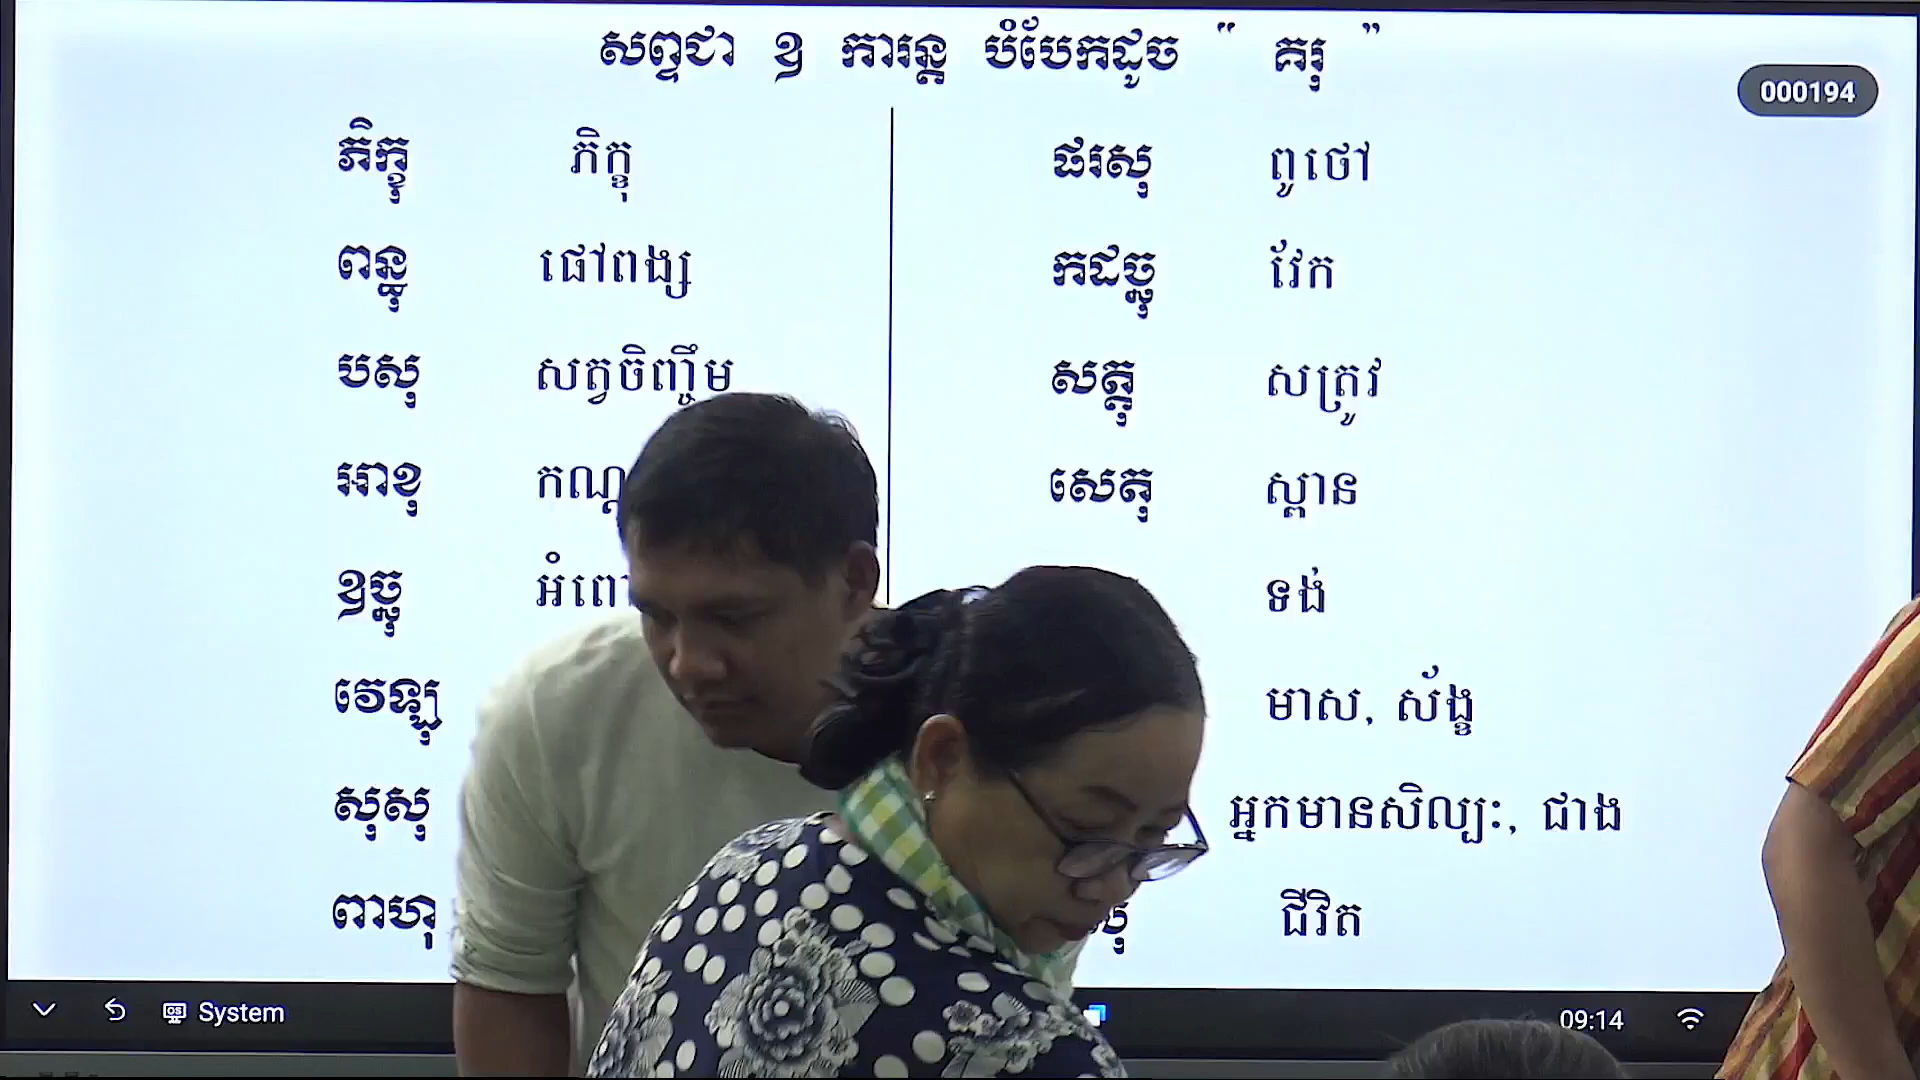 សព្ទជា ឧ ការន្ត បំបែកដូច “ គរុ ”
000194
ភិក្ខុ ភិក្ខុ
ពន្ធុ ផៅពង្ស
បសុ សត្វចិញ្ចឹម
អាខុ
ឧច្ឆុ
វេឡុ
សុសុ
ពាហុ
ផរសុ ពូថៅ
កដច្ឆុ វែក
សត្តុ សត្រូវ
សេតុ ស្ពាន
ទង់
មាស, ស័ង្ខ
អ្នកមានសិល្បៈ, ជាង
ជីវិត
System
09:14